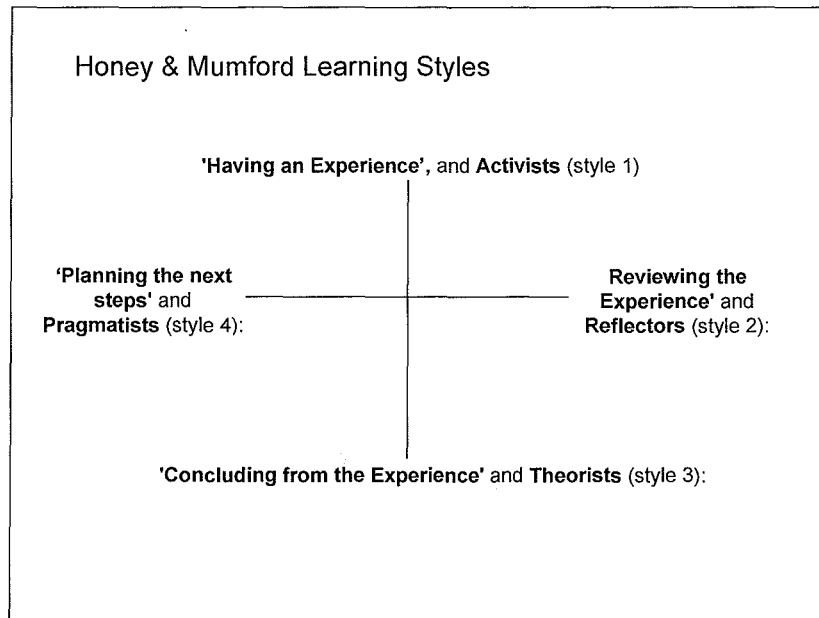 Honey & Mumford Learning Styles
'Having an Experience', and Activists (style 1)
‘Planning the next
steps' and
Pragmatists (style 4):
Reviewing the
Experience' and
Reflectors (style 2):
'Concluding from the Experience' and Theorists (style 3):